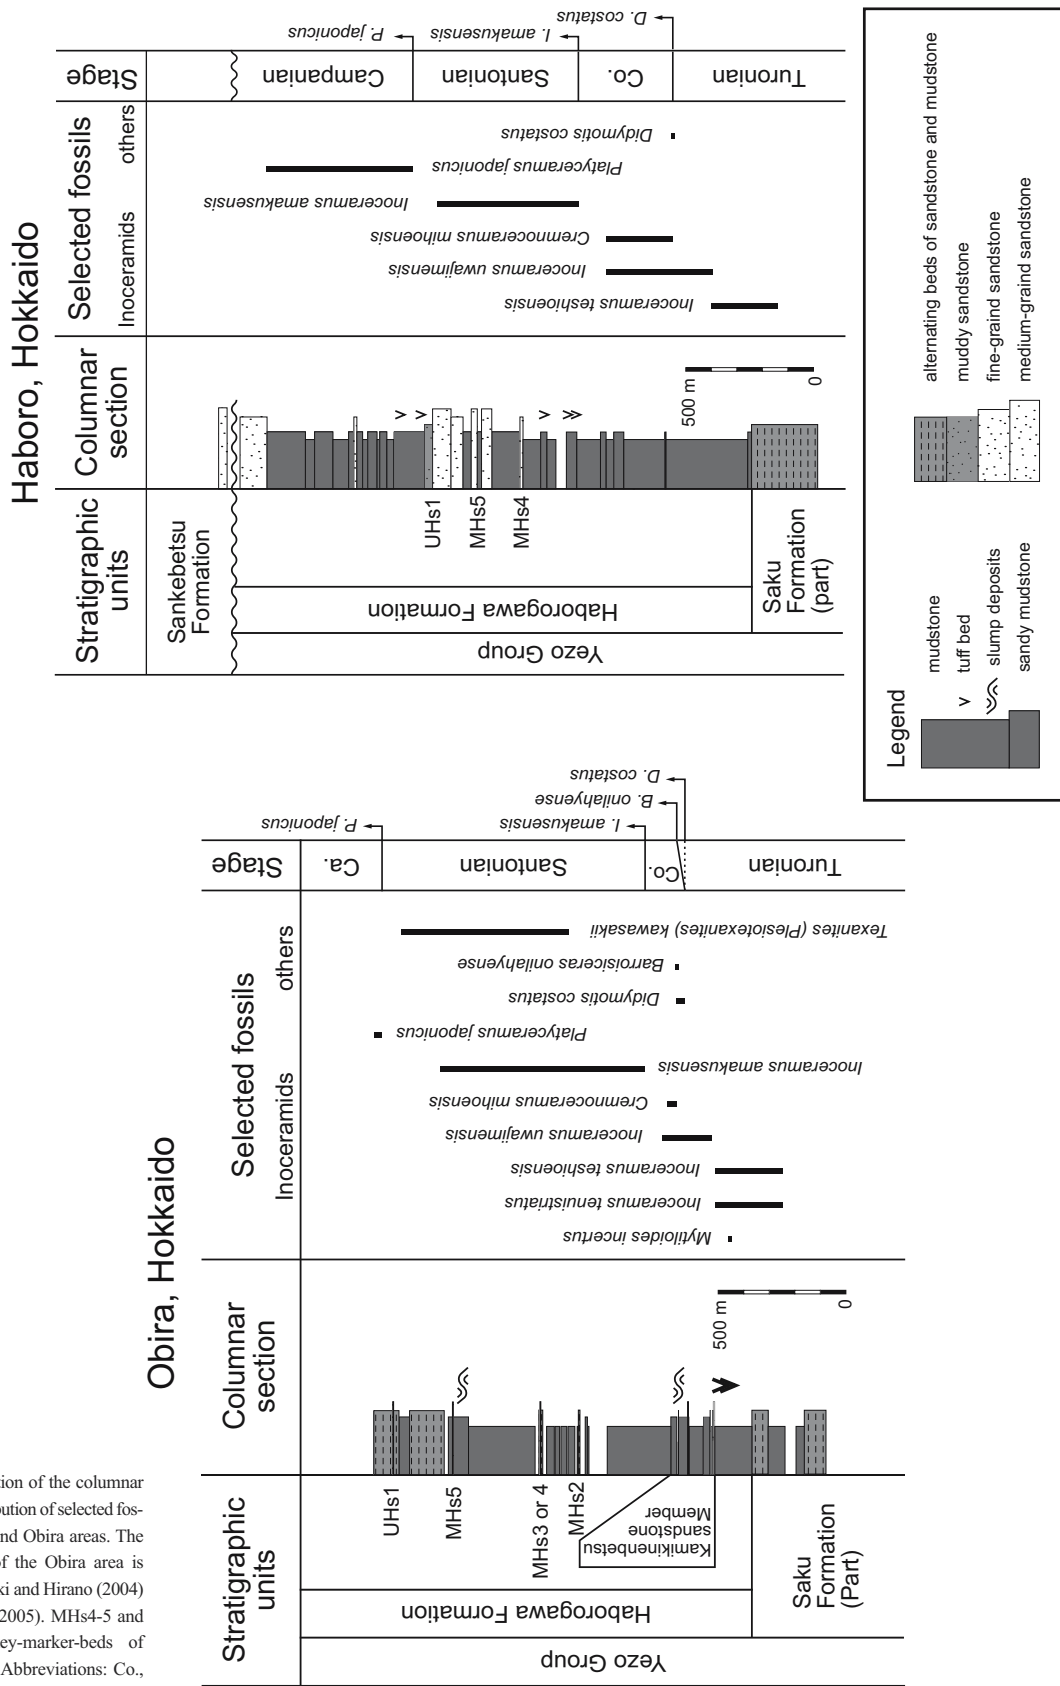 Haboro, Hokkaido
Stratigraphic
units
Columnar
section
Selected fossils
Inoceramids
others
Stage
Sankebetsu
Formation
Haborogawa Formation
Saku
Formation
(part)
Yezo Group
UHs1
MHs5
MHs4
500 m
0
Inoceramus teshioensis
Inoceramus uwajimensis
Cremnoceramus mihoensis
Inoceramus amakusensis
Platyceramus japonicus
Didymotis costatus
Campanian
Santonian
Co.
Turonian
P. japonicus
I. amakusensis
D. costatus
Obira, Hokkaido
Stratigraphic
units
Columnar
section
Selected fossils
Inoceramids
others
Stage
UHs1
MHs5
MHs3 or 4
MHs2
Kamikinenbetsu
sandstone
Member
Haborogawa Formation
Saku
Formation
(Part)
Yezo Group
500 m
0
Mytiloides incertus
Inoceramus tenuistriatus
Inoceramus teshioensis
Inoceramus uwajimensis
Cremnoceramus mihoensis
Inoceramus amakusensis
Platyceramus japonicus
Didymotis costatus
Barroisiceras onilahyense
Texanites (Plesiotexanites) kawasakii
Ca.
Santonian
Co.
Turonian
P. japonicus
I. amakusensis
B. onilahyense
D. costatus
Legend
mudstone
tuff bed
slump deposits
sandy mudstone
alternating beds of sandstone and mudstone
muddy sandstone
fine-graind sandstone
medium-graind sandstone
tion of the columnar
bution of selected fos-
nd Obira areas. The
of the Obira area is
ki and Hirano (2004)
2005). MHs4-5 and
ey-marker-beds of
Abbreviations: Co.,